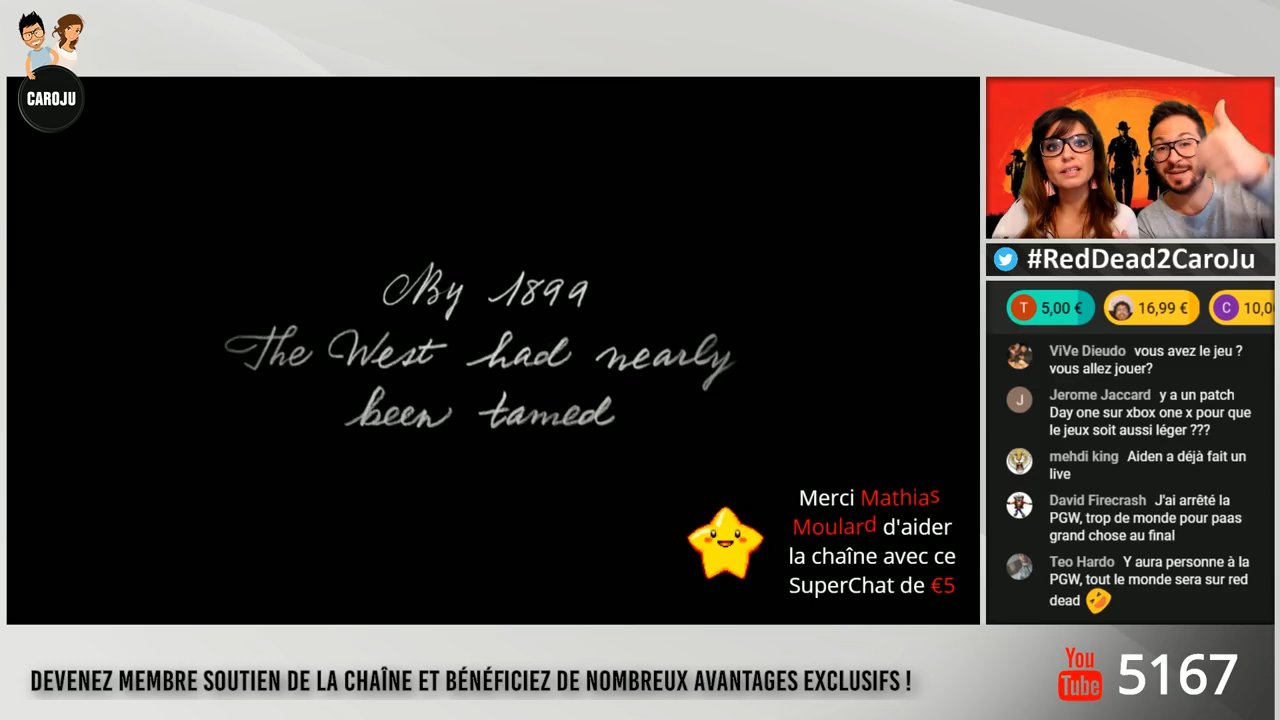 CAROJU
By 1899
The West had nearly
been tamed
Merci Mathias
Moulard d'aider
la chaîne avec ce
SuperChat de €5
#RedDead2CaroJu
T 5,00 €
16,99 €
C 10,0
ViVe Dieudo vous avez le jeu ?
vous allez jouer?
J Jerome Jaccard y a un patch
Day one sur xbox one x pour que
le jeux soit aussi léger ???
mehdi king Aiden a déjà fait un
live
David Firecrash J'ai arrêté la
PGW, trop de monde pour paas
grand chose au final
Teo Hardo Y aura personne à la
PGW, tout le monde sera sur red
dead
DEVENEZ MEMBRE SOUTIEN DE LA CHAÎNE ET BÉNÉFICIEZ DE NOMBREUX AVANTAGES EXCLUSIFS !
You
Tube
5167